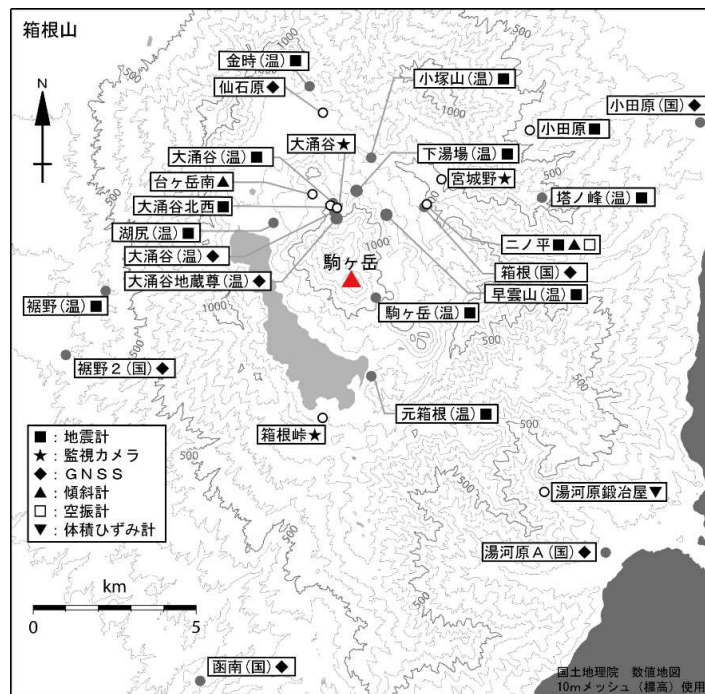 箱根山
1000
金時(温)■
仙石原◆
1000
小塚山(温)■
小田原(国)◆
N
1000
小田原■
大涌谷★
大涌谷(温)■
下湯場(温)■
宮城野★
500
500
台ヶ岳南▲
塔ノ峰(温)■
大涌谷北西■
湖尻(温)■
二ノ平■▲□
大涌谷(温)◆
1000
箱根(国)◆
駒ヶ岳
大涌谷地蔵尊(温)◆
早雲山(温)■
裾野(温)■
1000
駒ヶ岳(温)■
500
500
裾野2(国)◆
元箱根(温)■
箱根峠★
■:地震計
★:監視カメラ
◆:GNSS
▲:傾斜計
□:空振計
▼:体積ひずみ計
500
500
湯河原鍛冶屋▼
湯河原A(国)◆
km
0 5
500
函南(国)◆
国土地理院 数値地図
10mメッシュ(標高)使用